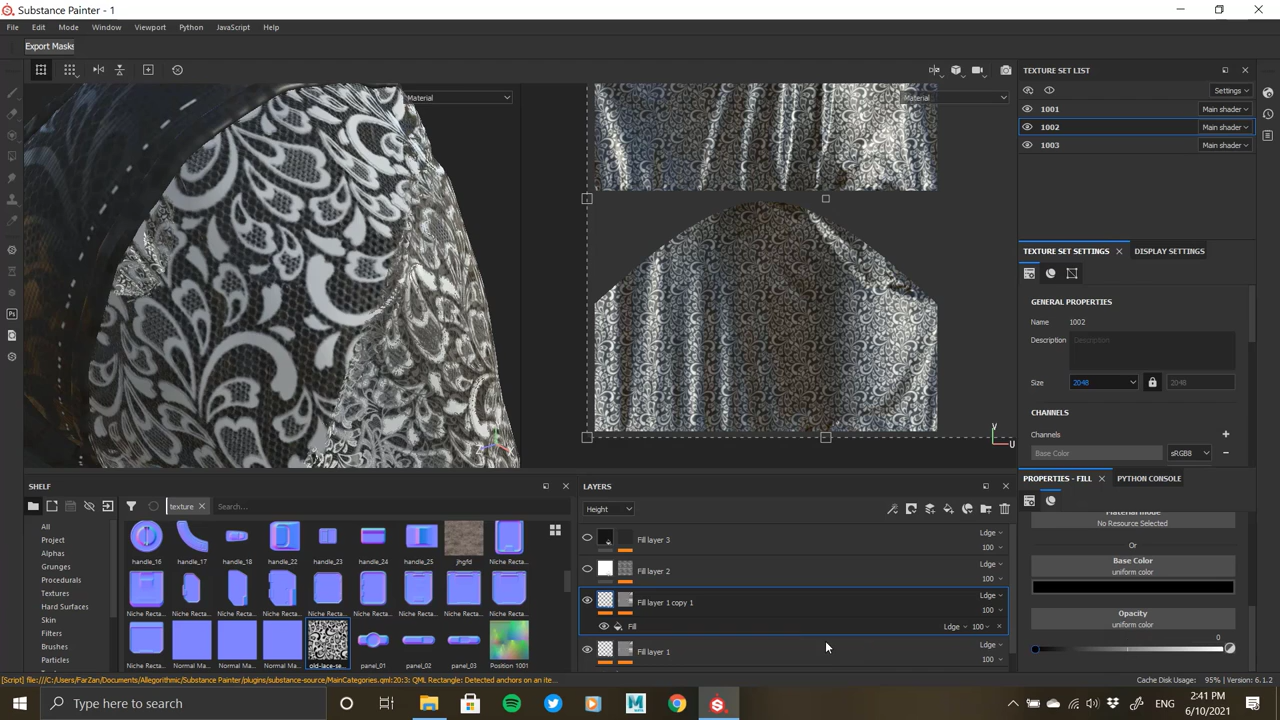 Substance Painter - 1
File Edit Mode Window Viewport Python JavaScript Help
Export Masks
Material
Material
TEXTURE SET LIST
Settings
1001 Main shader
1002 Main shader
1003 Main shader
TEXTURE SET SETTINGS DISPLAY SETTINGS
GENERAL PROPERTIES
Name 1002
Description Description
Size 2048 2048
CHANNELS
Channels
Base Color sRGB8
V
U
SHELF
texture Search...
All
Project
Alphas
Grunges
Procedurals
Textures
Hard Surfaces
Skin
Filters
Brushes
Particles
handle_16 handle_17 handle_22 handle_23 handle_24 handle_25 jhgfd Niche Recta...
Niche Recta... Niche Recta... Niche Recta... Niche Recta... Niche Recta... Niche Recta... Niche Recta... Niche Recta...
Niche Recta... Normal Ma... Normal Ma... Normal Ma... old-lace-se... panel_01 panel_02 panel_03 Position 1001
LAYERS
Height
Fill layer 3 Ldge 100
Fill layer 2 Ldge 100
Fill layer 1 copy 1 Ldge 100
Fill Ldge 100
Fill layer 1 Ldge 100
PROPERTIES - FILL PYTHON CONSOLE
Material mode
No Resource Selected
Or
Base Color
uniform color
Opacity
uniform color
0
[Script] file:///C:/Users/FarZan/Documents/Allegorithmic/Substance Painter/plugins/substance-source/MainCategories.qml:20:3: QML Rectangle: Detected anchors on an ite...
Cache Disk Usage: 95% | Version: 6.1.2
Type here to search
2:41 PM
6/10/2021